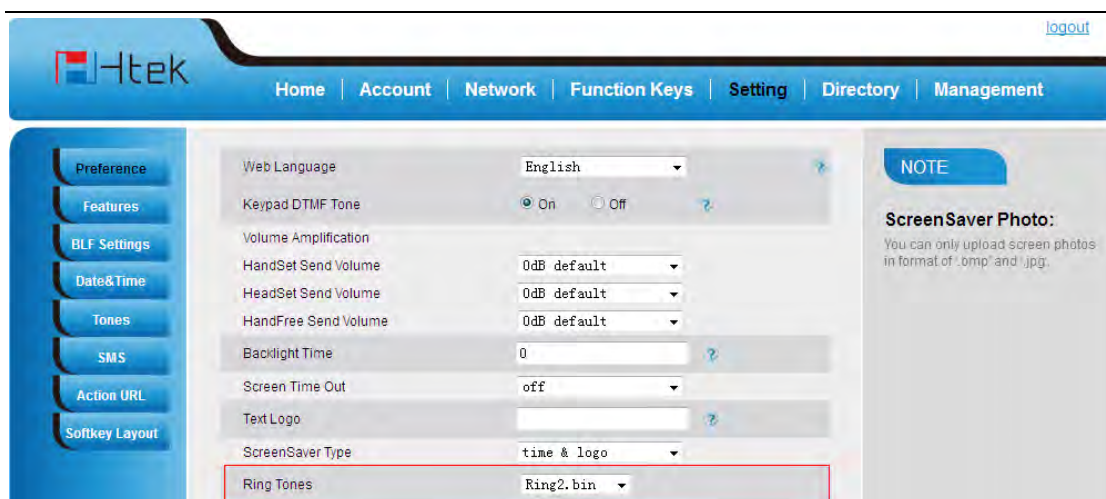 logout
Htek
Home | Account | Network | Function Keys | Setting | Directory | Management
Preference
Features
BLF Settings
Date&Time
Tones
SMS
Action URL
Softkey Layout
Web Language English
Keypad DTMF Tone On Off
Volume Amplification
HandSet Send Volume 0dB default
HeadSet Send Volume 0dB default
HandFree Send Volume 0dB default
Backlight Time 0
Screen Time Out off
Text Logo
ScreenSaver Type time & logo
Ring Tones Ring2.bin
NOTE
ScreenSaver Photo:
You can only upload screen photos
in format of '.bmp' and '.jpg'.